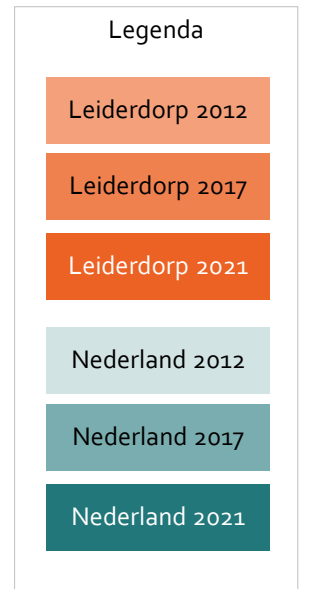 Legenda
Leiderdorp 2012
Leiderdorp 2017
Leiderdorp 2021
Nederland 2012
Nederland 2017
Nederland 2021